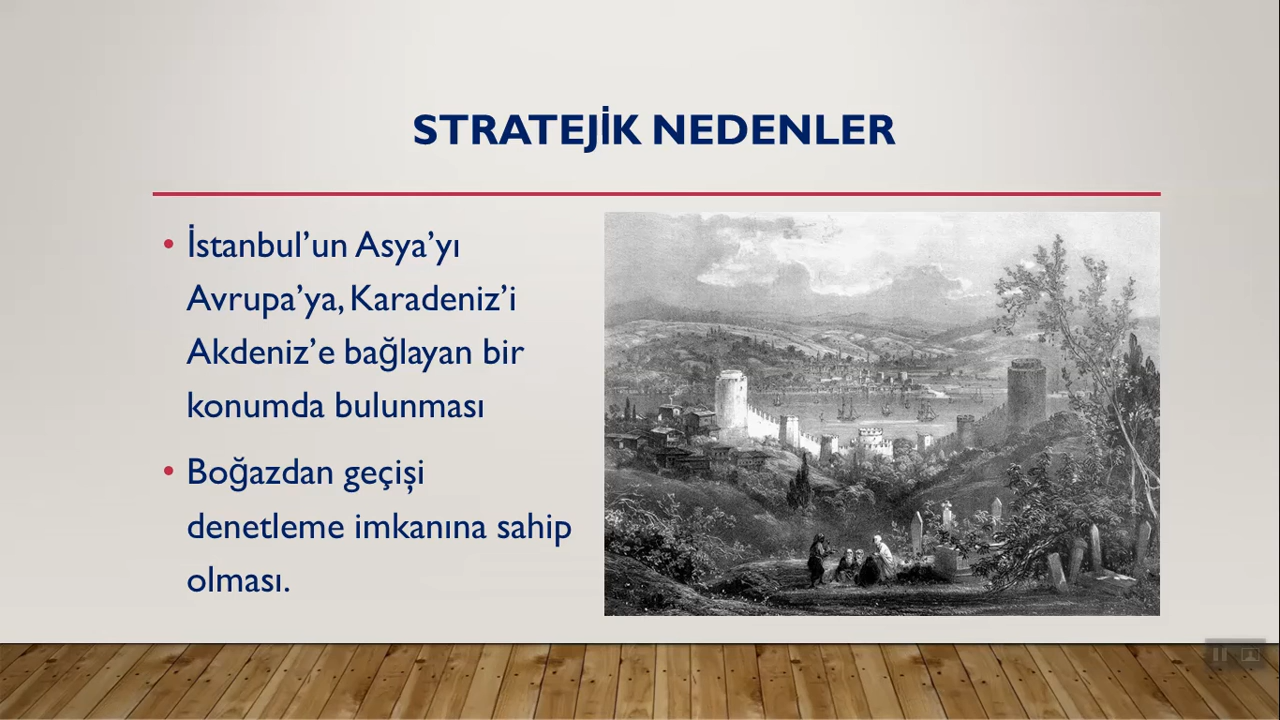 STRATEJİK NEDENLER
• İstanbul’un Asya’yı
Avrupa’ya, Karadeniz’i
Akdeniz’e bağlayan bir
konumda bulunması
• Boğazdan geçişi
denetleme imkanına sahip
olması.